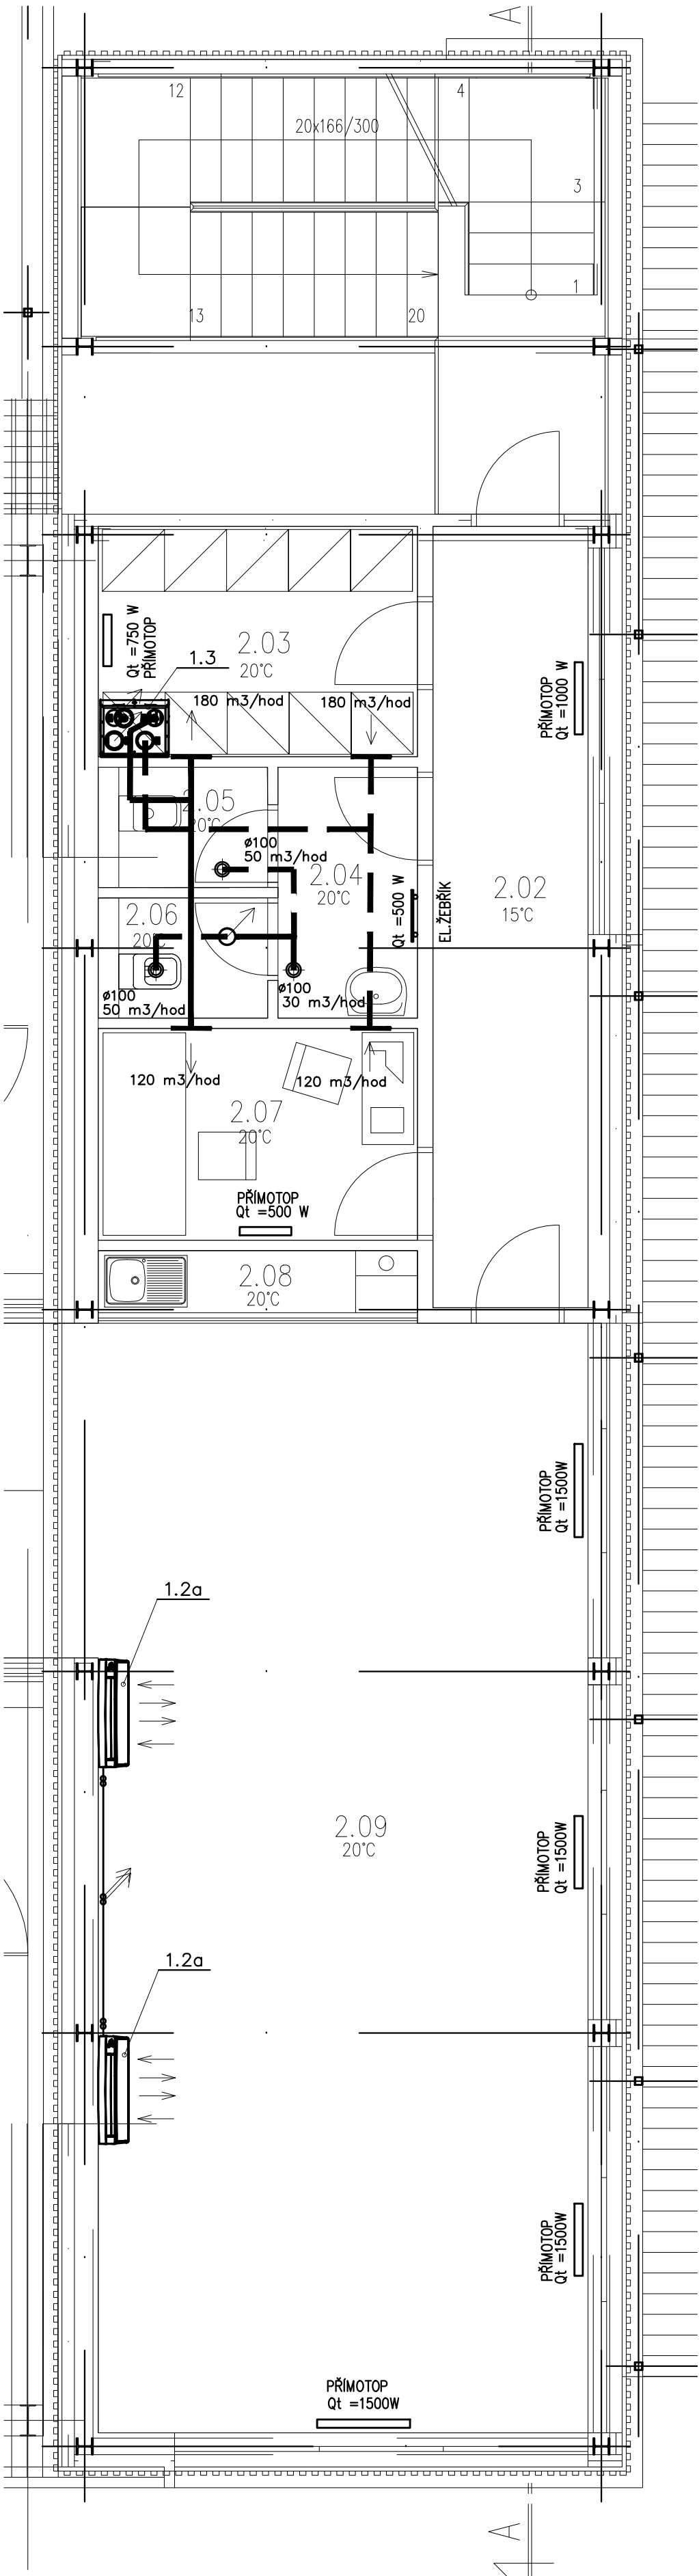 A
12
4
20x166/300
3
1
13
20
Qt =750 W
PŘÍMOTOP
1.3
2.03
20°C
180 m3/hod
180 m3/hod
PŘÍMOTOP
Qt =1000 W
2.05
20°C
ø100
50 m3/hod
2.04
20°C
Qt =500 W
EL.ŽEBŘÍK
2.02
15°C
2.06
20°C
ø100
50 m3/hod
ø100
30 m3/hod
120 m3/hod
120 m3/hod
2.07
20°C
PŘÍMOTOP
Qt =500 W
2.08
20°C
PŘÍMOTOP
Qt =1500W
1.2a
2.09
20°C
PŘÍMOTOP
Qt =1500W
1.2a
PŘÍMOTOP
Qt =1500W
PŘÍMOTOP
Qt =1500W
A